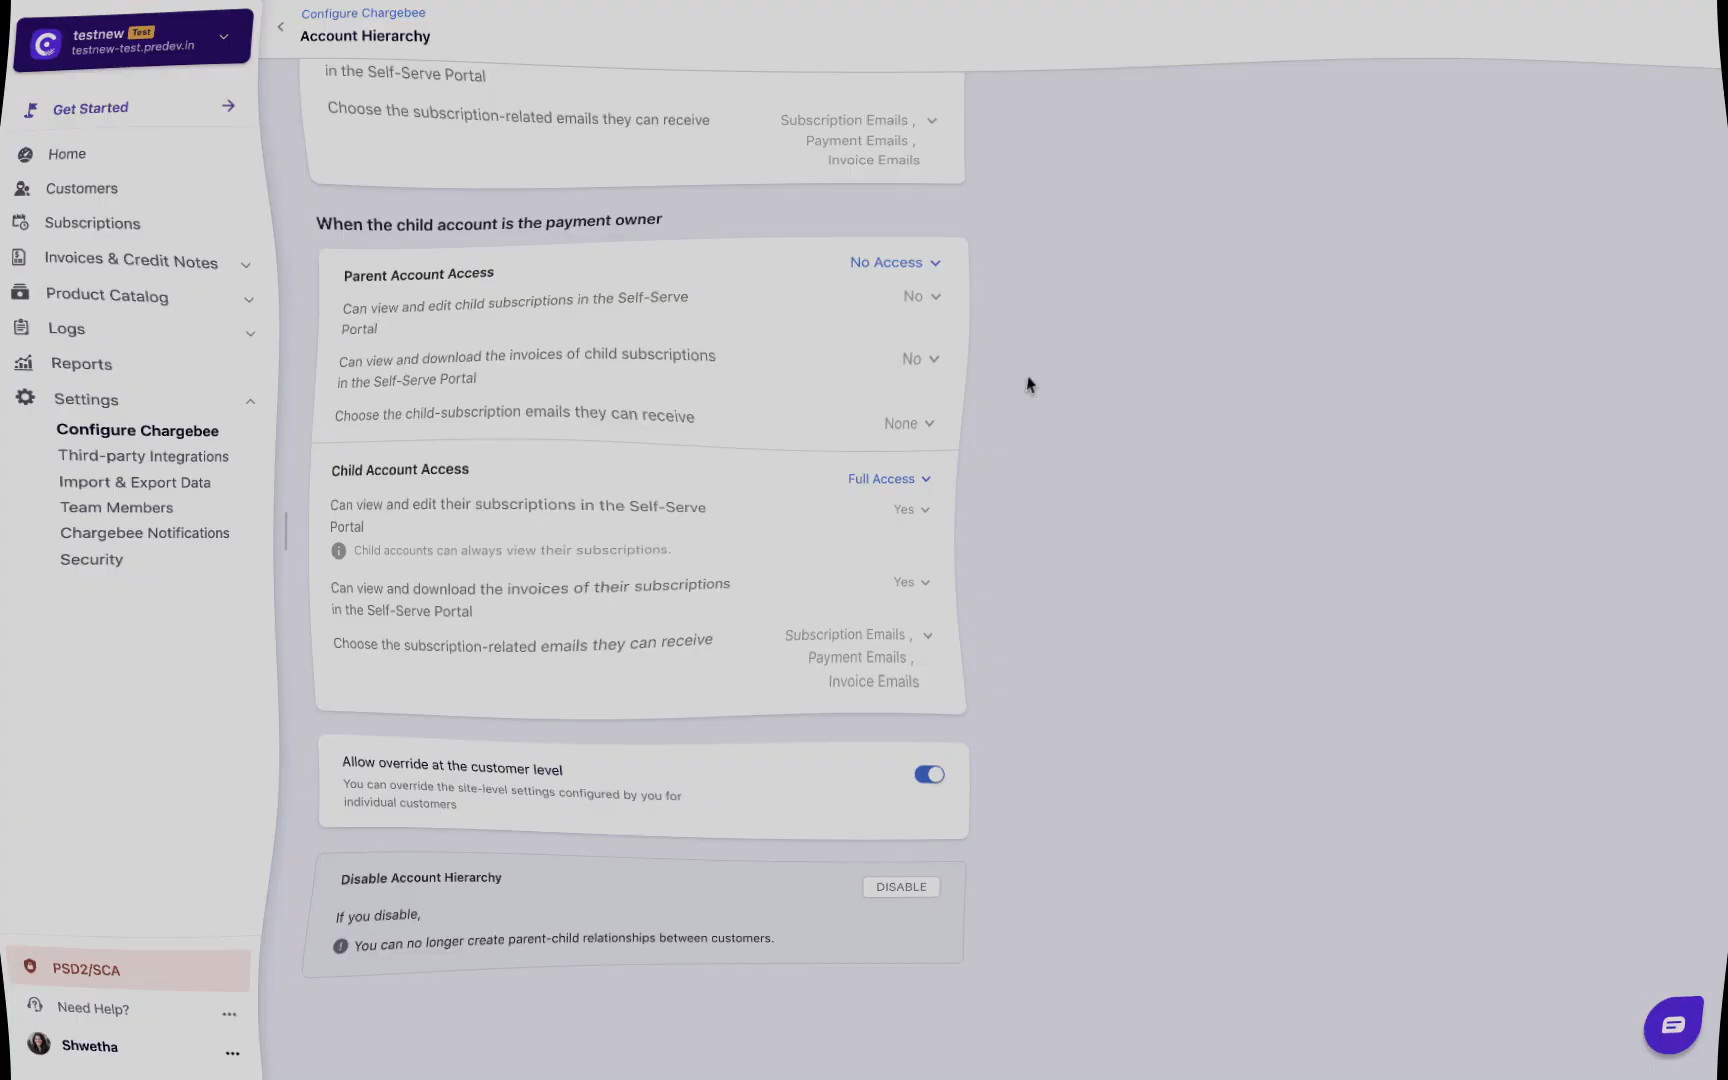 testnew Test
testnew-test.predev.in
Get Started
Home
Customers
Subscriptions
Invoices & Credit Notes
Product Catalog
Logs
Reports
Settings
Configure Chargebee
Third-party Integrations
Import & Export Data
Team Members
Chargebee Notifications
Security
PSD2/SCA
Need Help?
Shwetha
Configure Chargebee
Account Hierarchy
in the Self-Serve Portal
Choose the subscription-related emails they can receive
Subscription Emails ,
Payment Emails ,
Invoice Emails
When the child account is the payment owner
Parent Account Access
No Access
Can view and edit child subscriptions in the Self-Serve
Portal
No
Can view and download the invoices of child subscriptions
in the Self-Serve Portal
No
Choose the child-subscription emails they can receive
None
Child Account Access
Full Access
Can view and edit their subscriptions in the Self-Serve
Portal
Yes
Child accounts can always view their subscriptions.
Can view and download the invoices of their subscriptions
in the Self-Serve Portal
Yes
Choose the subscription-related emails they can receive
Subscription Emails ,
Payment Emails ,
Invoice Emails
Allow override at the customer level
You can override the site-level settings configured by you for
individual customers
Disable Account Hierarchy
DISABLE
If you disable,
You can no longer create parent-child relationships between customers.